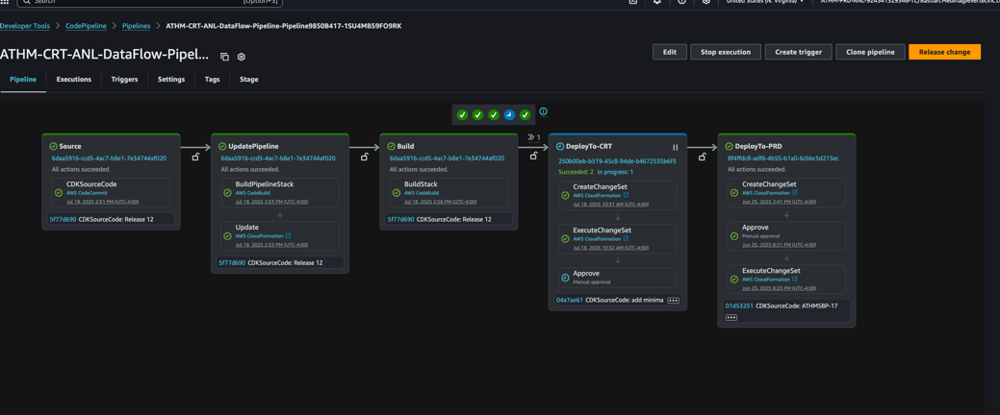 Search
[Option+S]
United States (N. Virginia)
Developer Tools
CodePipeline
Pipelines
ATHM-CRT-ANL-DataFlow-Pipeline-Pipeline9850B417-15U4MB59FO9RK
ATHM-CRT-ANL-DataFlow-Pipel...
Edit
Stop execution
Create trigger
Clone pipeline
Release change
Pipeline
Executions
Triggers
Settings
Tags
Stage
Source
6daa5916-ccd5-4ac7-b8e1-7e34744af020
All actions succeeded.
CDKSourceCode
AWS CodeCommit
Jul 18, 2025 2:51 PM (UTC-4:00)
5f77d690 CDKSourceCode: Release 12
UpdatePipeline
6daa5916-ccd5-4ac7-b8e1-7e34744af020
All actions succeeded.
BuildPipelineStack
AWS CodeBuild
Jul 18, 2025 2:53 PM (UTC-4:00)
Update
AWS CloudFormation
Jul 18, 2025 2:53 PM (UTC-4:00)
5f77d690 CDKSourceCode: Release 12
Build
6daa5916-ccd5-4ac7-b8e1-7e34744af020
All actions succeeded.
BuildStack
AWS CodeBuild
Jul 18, 2025 2:56 PM (UTC-4:00)
5f77d690 CDKSourceCode: Release 12
1
DeployTo-CRT
250b00eb-b519-45c8-94de-b4672535b6f3
Succeeded: 2 In progress: 1
CreateChangeSet
AWS CloudFormation
Jul 18, 2025 10:31 AM (UTC-4:00)
ExecuteChangeSet
AWS CloudFormation
Jul 18, 2025 10:32 AM (UTC-4:00)
Approve
Manual approval
04a7ae61 CDKSourceCode: add minima
DeployTo-PRD
8f4ffdc8-adf6-4b55-b1a0-6cbbc5d215ec
All actions succeeded.
CreateChangeSet
AWS CloudFormation
Jun 25, 2025 2:41 PM (UTC-4:00)
Approve
Manual approval
Jun 25, 2025 8:21 PM (UTC-4:00)
ExecuteChangeSet
AWS CloudFormation
Jun 25, 2025 8:23 PM (UTC-4:00)
01d53251 CDKSourceCode: ATHMSBP-17